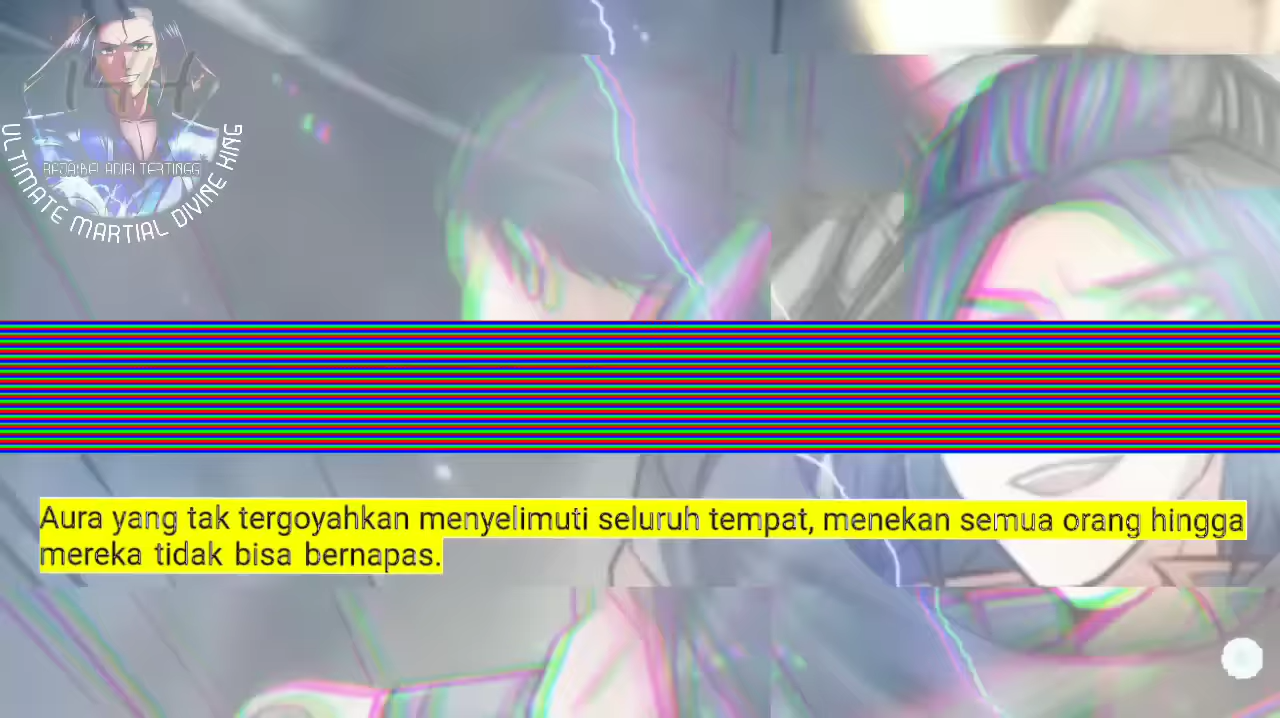 ULTIMATE MARTIAL DIVINE KING
Aura yang tak tergoyahkan menyelimuti seluruh tempat, menekan semua orang hingga
mereka tidak bisa bernapas.